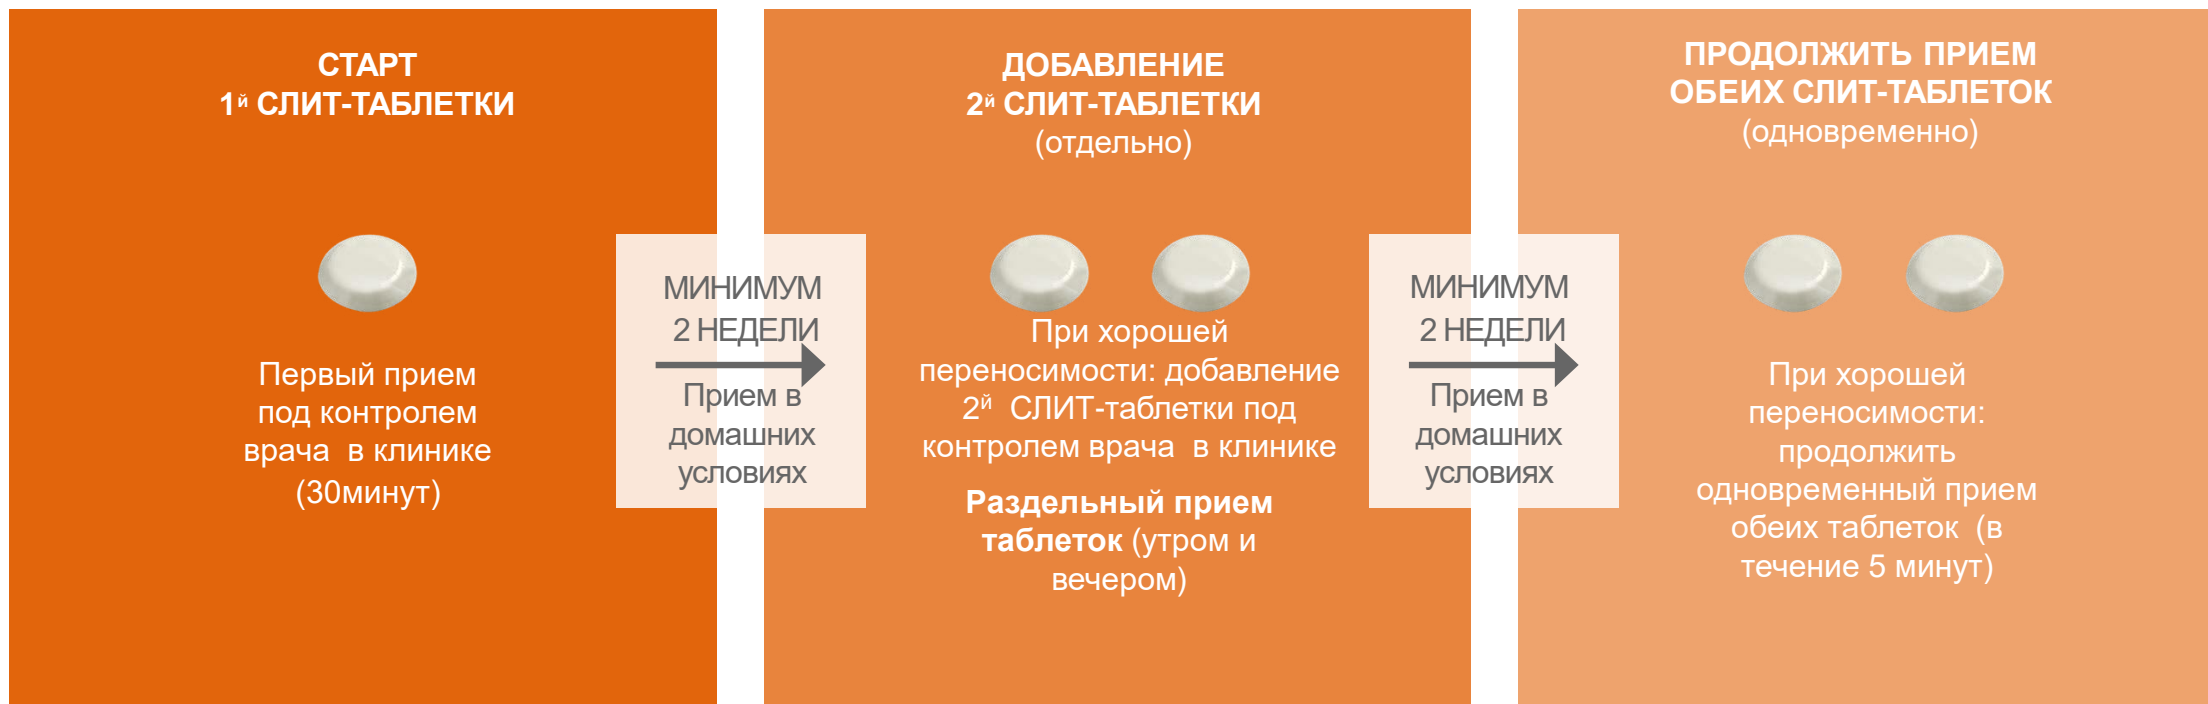 СТАРТ
1й СЛИТ-ТАБЛЕТКИ
Первый прием
под контролем
врача в клинике
(30минут)
МИНИМУМ
2 НЕДЕЛИ
Прием в
домашних
условиях
ДОБАВЛЕНИЕ
2й СЛИТ-ТАБЛЕТКИ
(отдельно)
При хорошей
переносимости: добавление
2й СЛИТ-таблетки под
контролем врача в клинике
Раздельный прием
таблеток (утром и
вечером)
МИНИМУМ
2 НЕДЕЛИ
Прием в
домашних
условиях
ПРОДОЛЖИТЬ ПРИЕМ
ОБЕИХ СЛИТ-ТАБЛЕТОК
(одновременно)
При хорошей
переносимости:
продолжить
одновременный прием
обеих таблеток (в
течение 5 минут)